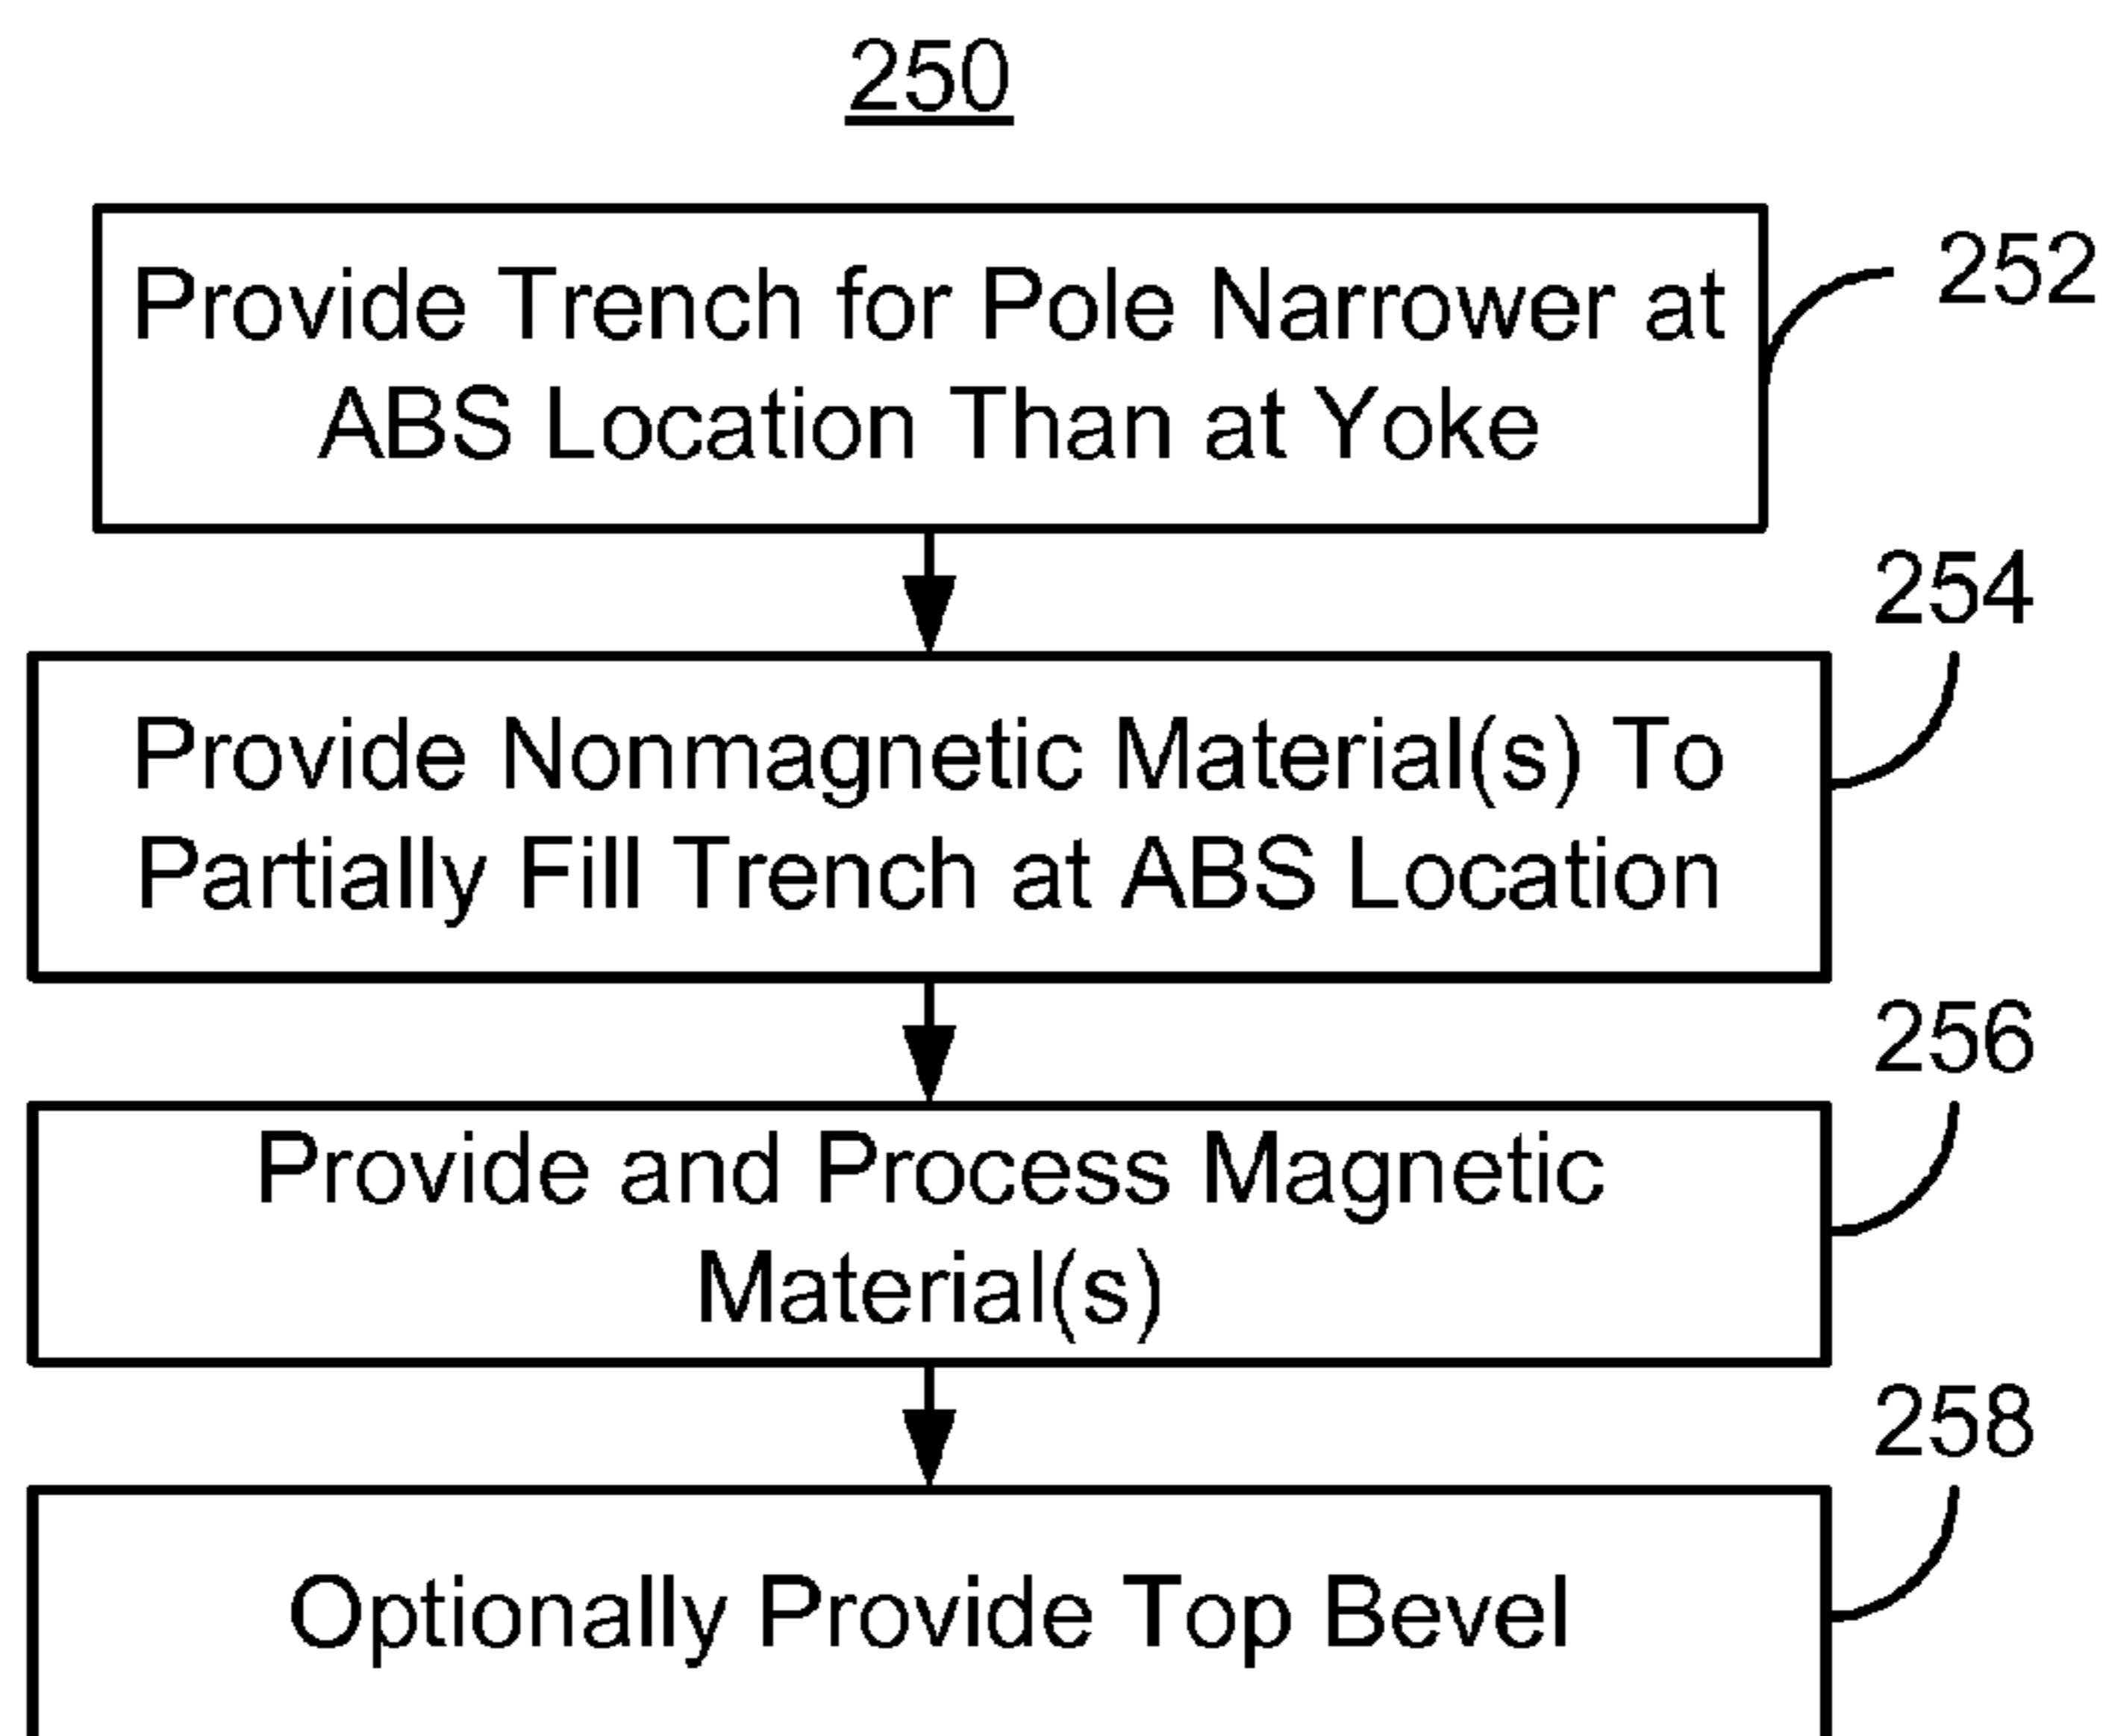 250
Provide Trench for Pole Narrower at
ABS Location Than at Yoke
252
254
Provide Nonmagnetic Material(s) To
Partially Fill Trench at ABS Location
256
Provide and Process Magnetic
Material(s)
258
Optionally Provide Top Bevel